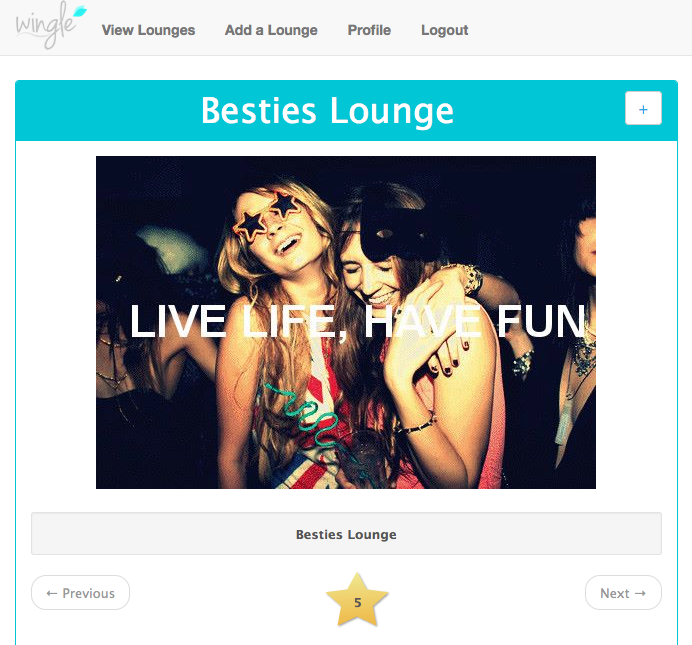 wingle
View Lounges Add a Lounge Profile Logout
Besties Lounge
+
LIVE LIFE, HAVE FUN
Besties Lounge
← Previous
5
Next →